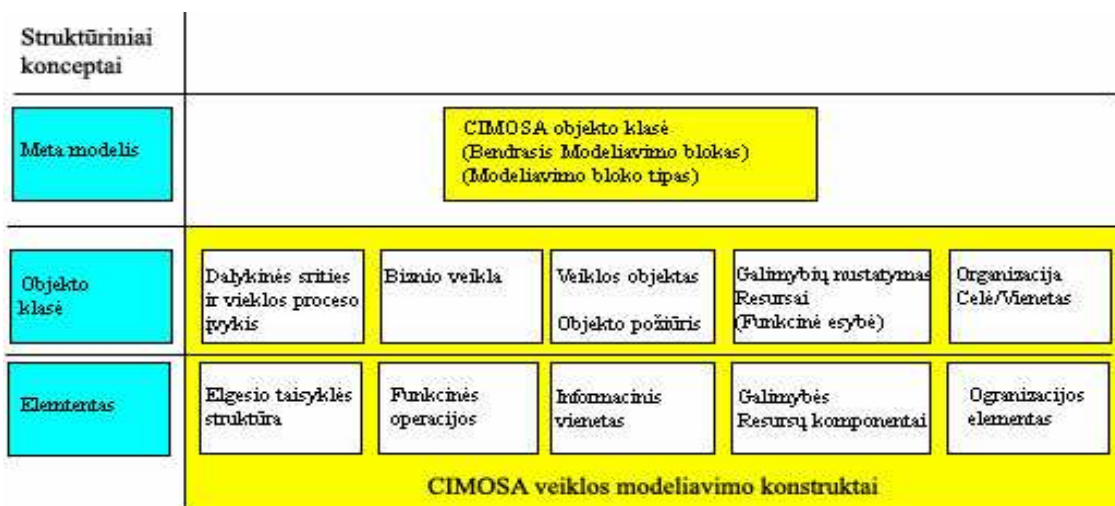 Struktūriniai
konceptai
Meta modelis
CIMOSA objekto klasė
(Bendrasis Modeliavimo blokas)
(Modeliavimo bloko tipas)
Objekto
klasė
Dalykinės srities
ir vieklos proceso
įvykis
Biznio veikla
Veiklos objektas
Objekto požiūris
Galimybių nustatymas
Resursai
(Funkcinė esybė)
Organizacija
Celė/Vienetas
Elemtentas
Elgesio taisyklės
struktūra
Funkcinės
operacijos
Informacinis
vienetas
Galimybės
Resursų komponentai
Ogranizacijos
elementas
CIMOSA veiklos modeliavimo konstruktai